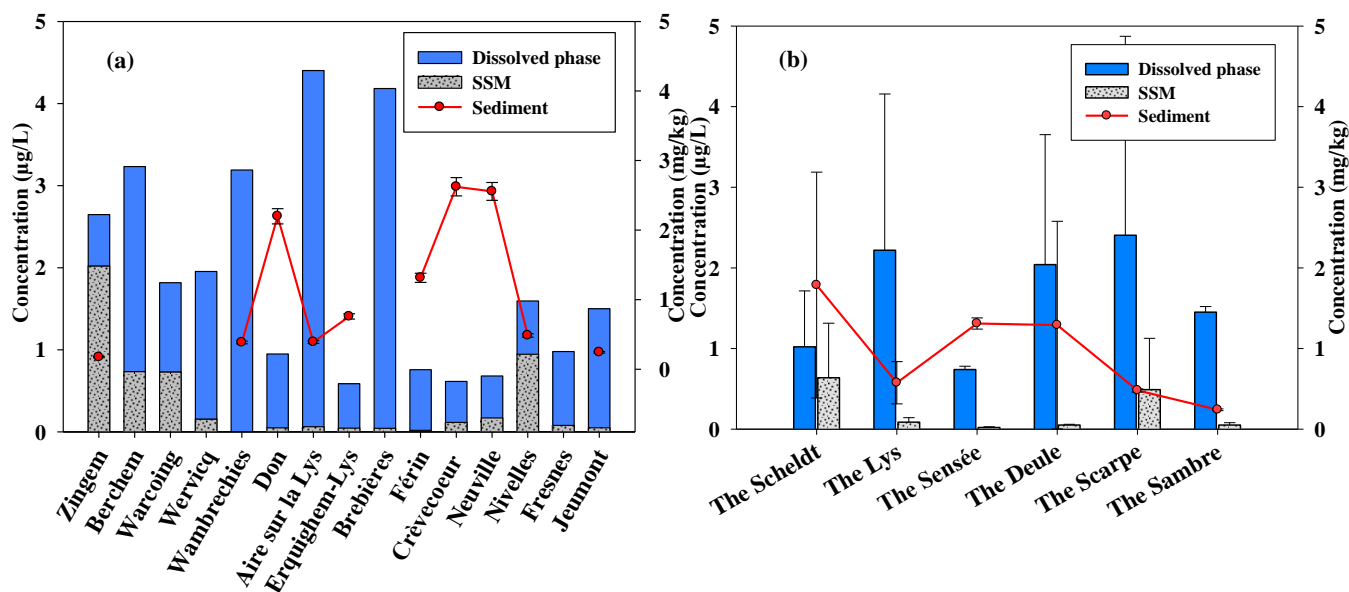 (a)
Dissolved phase
SSM
Sediment
Concentration (µg/L)
5
4
3
2
1
0
5
4
3
2
1
0
Concentration (mg/kg)
Zingem
Berchem
Warcoing
Wervicq
Wambrechies
Don
Aire sur la Lys
Erquighem-Lys
Brebières
Férin
Crèvecoeur
Neuville
Nivelles
Fresnes
Jeumont
(b)
Dissolved phase
SSM
Sediment
Concentration (µg/L)
5
4
3
2
1
0
5
4
3
2
1
0
Concentration (mg/kg)
The Scheldt
The Lys
The Sensée
The Deule
The Scarpe
The Sambre